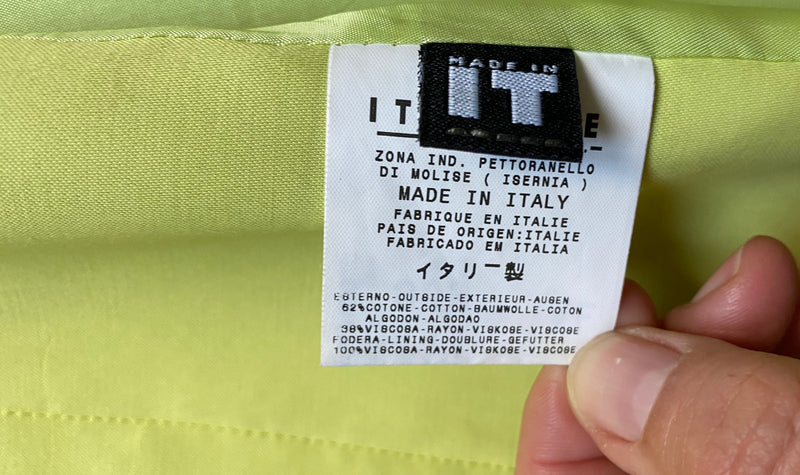 MADE IN
IT
ZONA IND. PETTORANELLO
DI MOLISE ( ISERNIA )
MADE IN ITALY
FABRIQUE EN ITALIE
PAIS DE ORIGEN:ITALIE
FABRICADO EM ITALIA
イタリー製
ESTERNO-OUTSIDE-EXTERIEUR-AUSEN
62%COTONE-COTTON-BAUMWOLLE-COTON
ALGODON-ALGODAO
38%VISCOSA-RAYON-VISKOSE-VISCOSE
FODERA-LINING-DOUBLURE-GEFUTTER
100%VISCOSA-RAYON-VISKOSE-VISCOSE